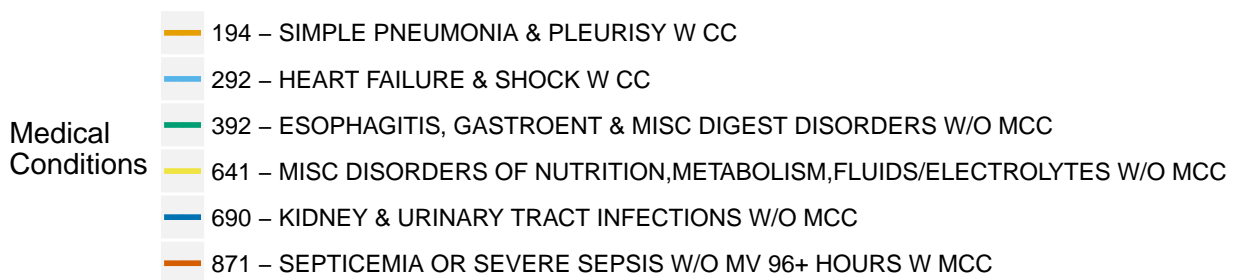 Medical
Conditions
194 – SIMPLE PNEUMONIA & PLEURISY W CC
292 – HEART FAILURE & SHOCK W CC
392 – ESOPHAGITIS, GASTROENT & MISC DIGEST DISORDERS W/O MCC
641 – MISC DISORDERS OF NUTRITION,METABOLISM,FLUIDS/ELECTROLYTES W/O MCC
690 – KIDNEY & URINARY TRACT INFECTIONS W/O MCC
871 – SEPTICEMIA OR SEVERE SEPSIS W/O MV 96+ HOURS W MCC